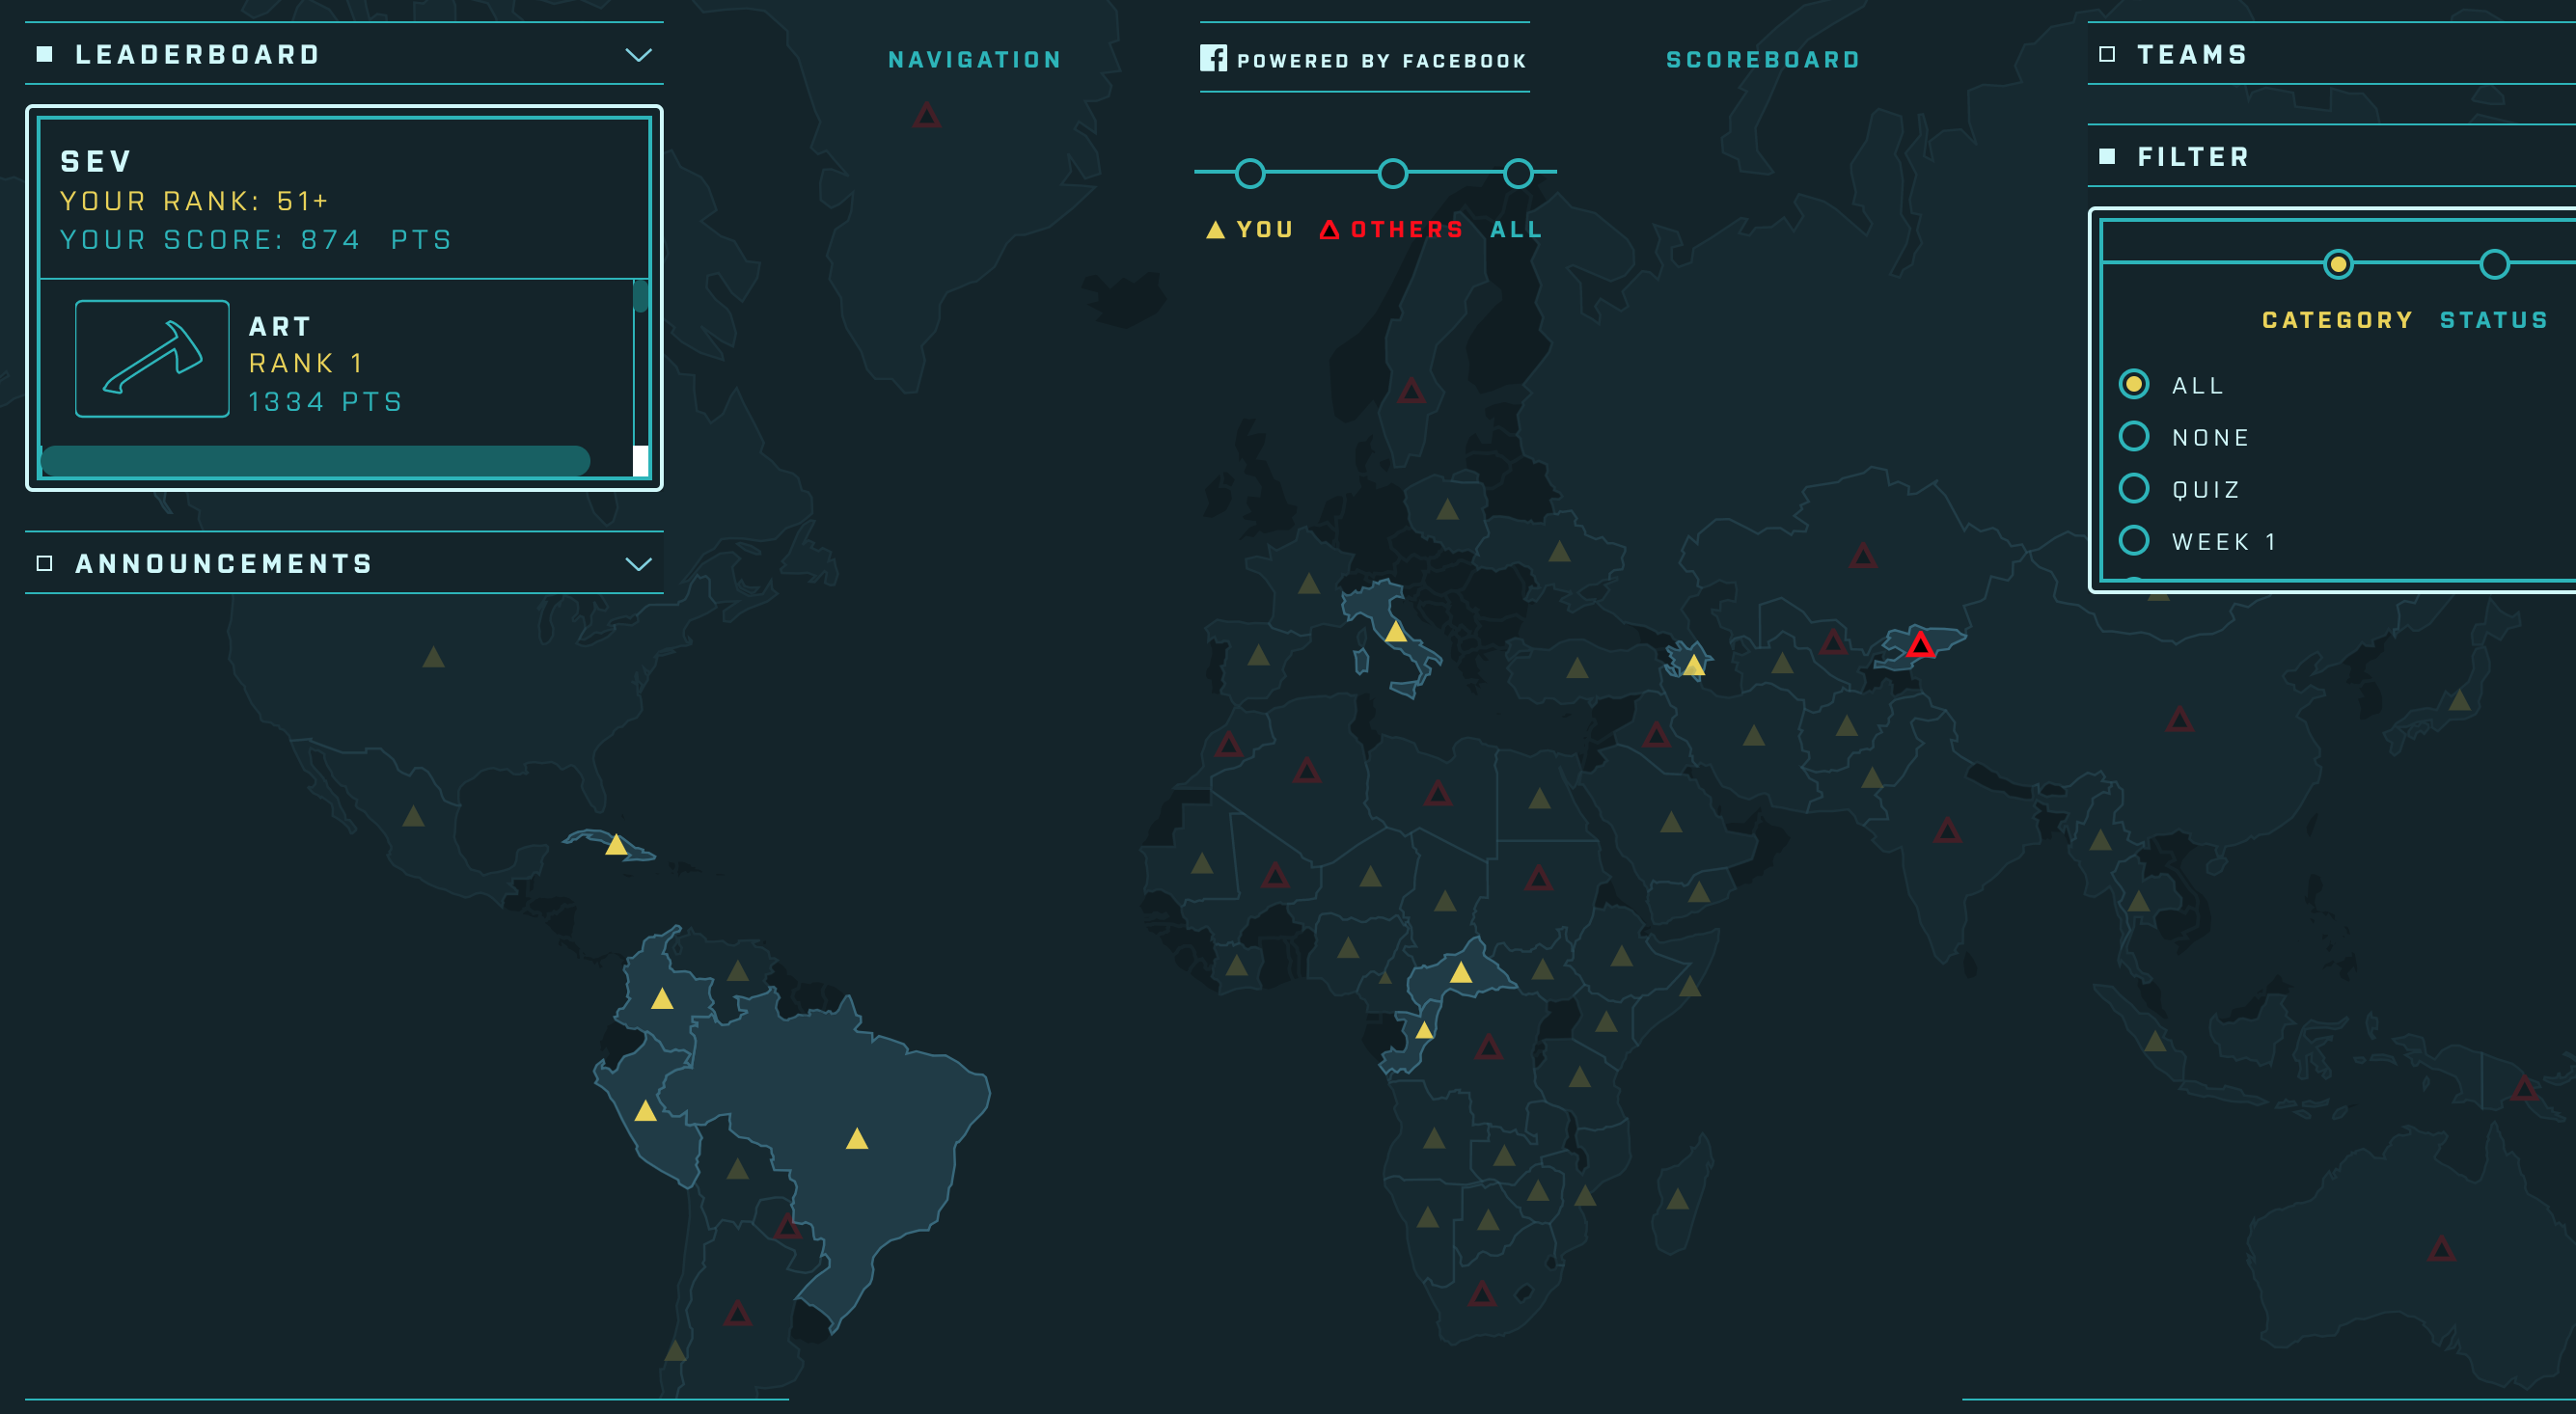 LEADERBOARD
NAVIGATION
POWERED BY FACEBOOK
SCOREBOARD
TEAMS
SEV
YOUR RANK: 51+
YOUR SCORE: 874 PTS
ART
RANK 1
1334 PTS
ANNOUNCEMENTS
YOU OTHERS ALL
FILTER
CATEGORY STATUS
ALL
NONE
QUIZ
WEEK 1